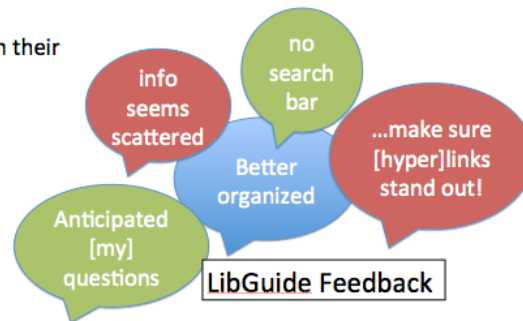 n their
no
search
bar
info
seems
scattered
...make sure
[hyper]links
stand out!
Better
organized
Anticipated
[my]
questions
LibGuide Feedback